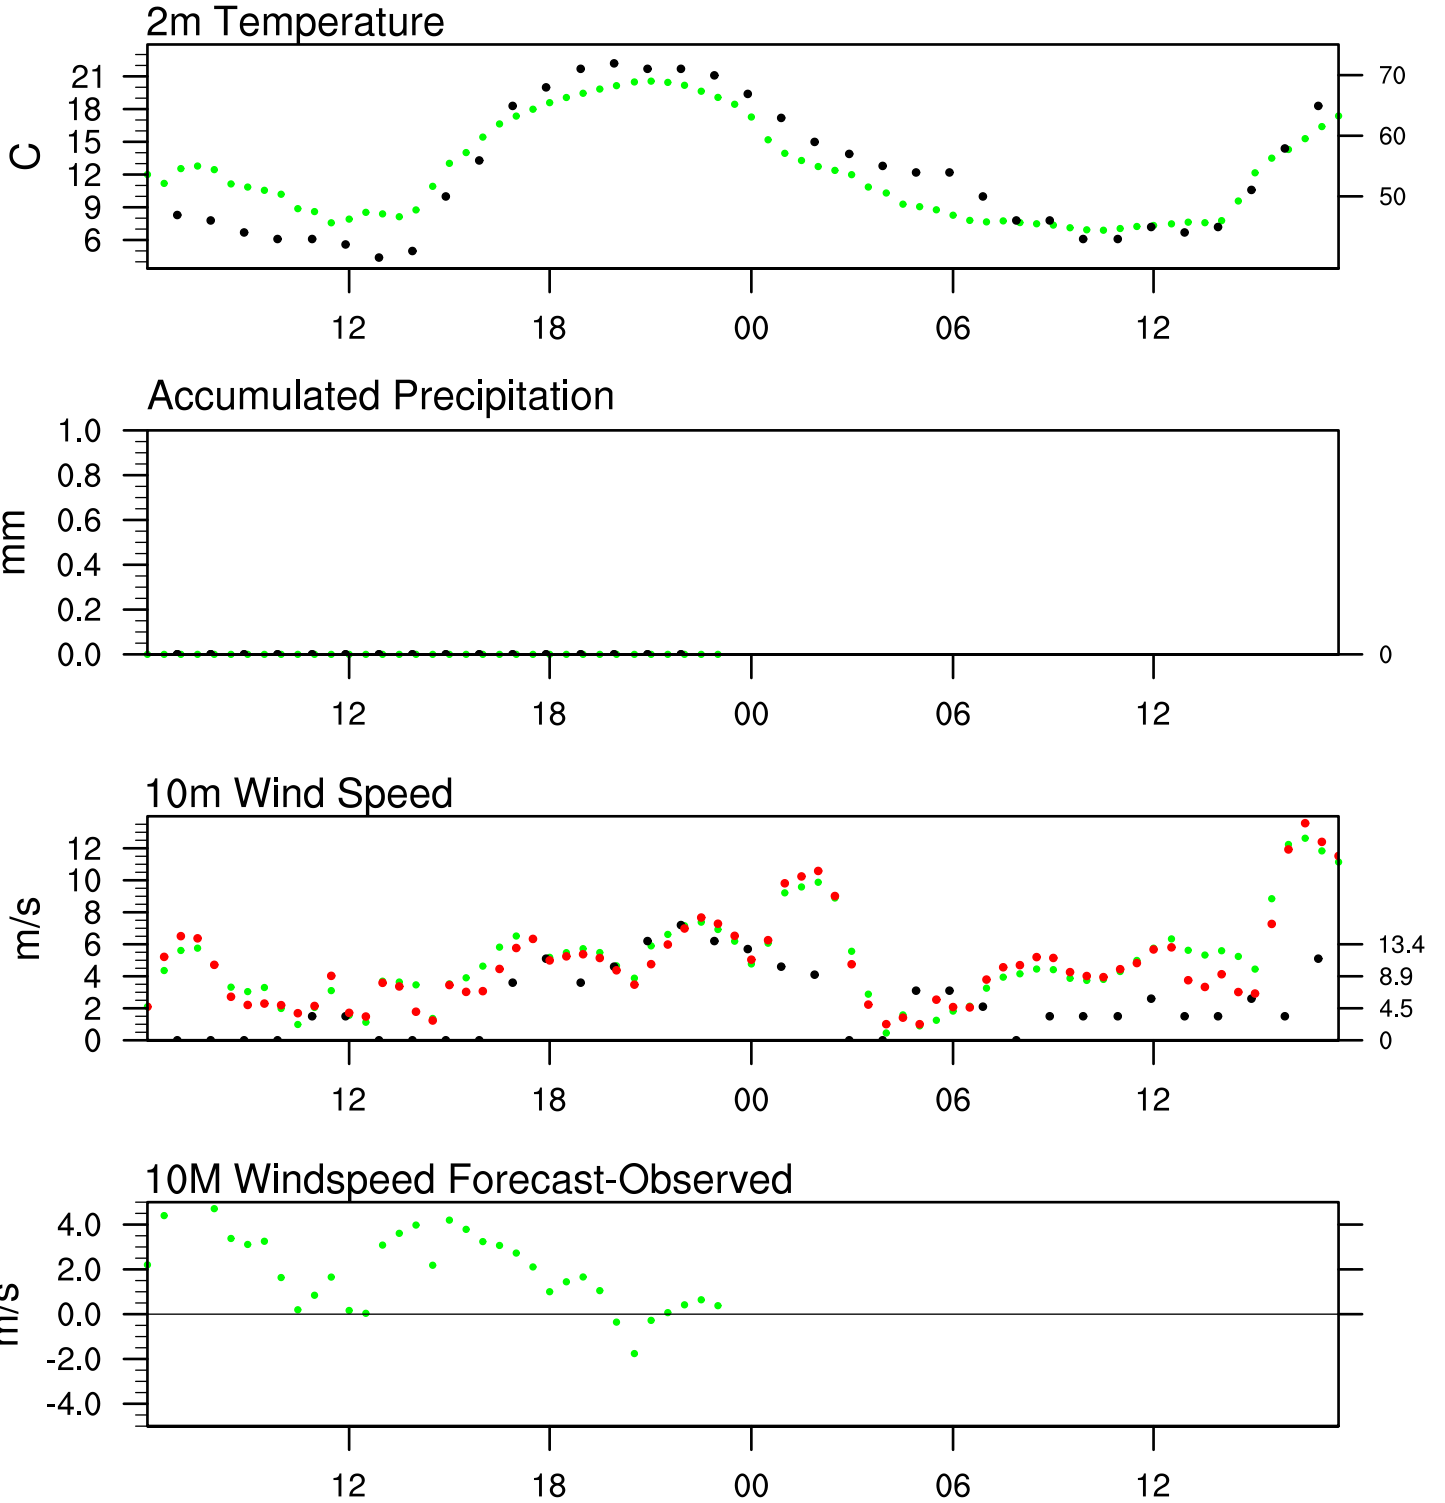 2m Temperature
C
21
18
15
12
9
6
70
60
50
12 18 00 06 12
Accumulated Precipitation
mm
1.0
0.8
0.6
0.4
0.2
0.0
0
12 18 00 06 12
10m Wind Speed
m/s
12
10
8
6
4
2
0
13.4
8.9
4.5
0
12 18 00 06 12
10M Windspeed Forecast-Observed
m/s
4.0
2.0
0.0
-2.0
-4.0
12 18 00 06 12